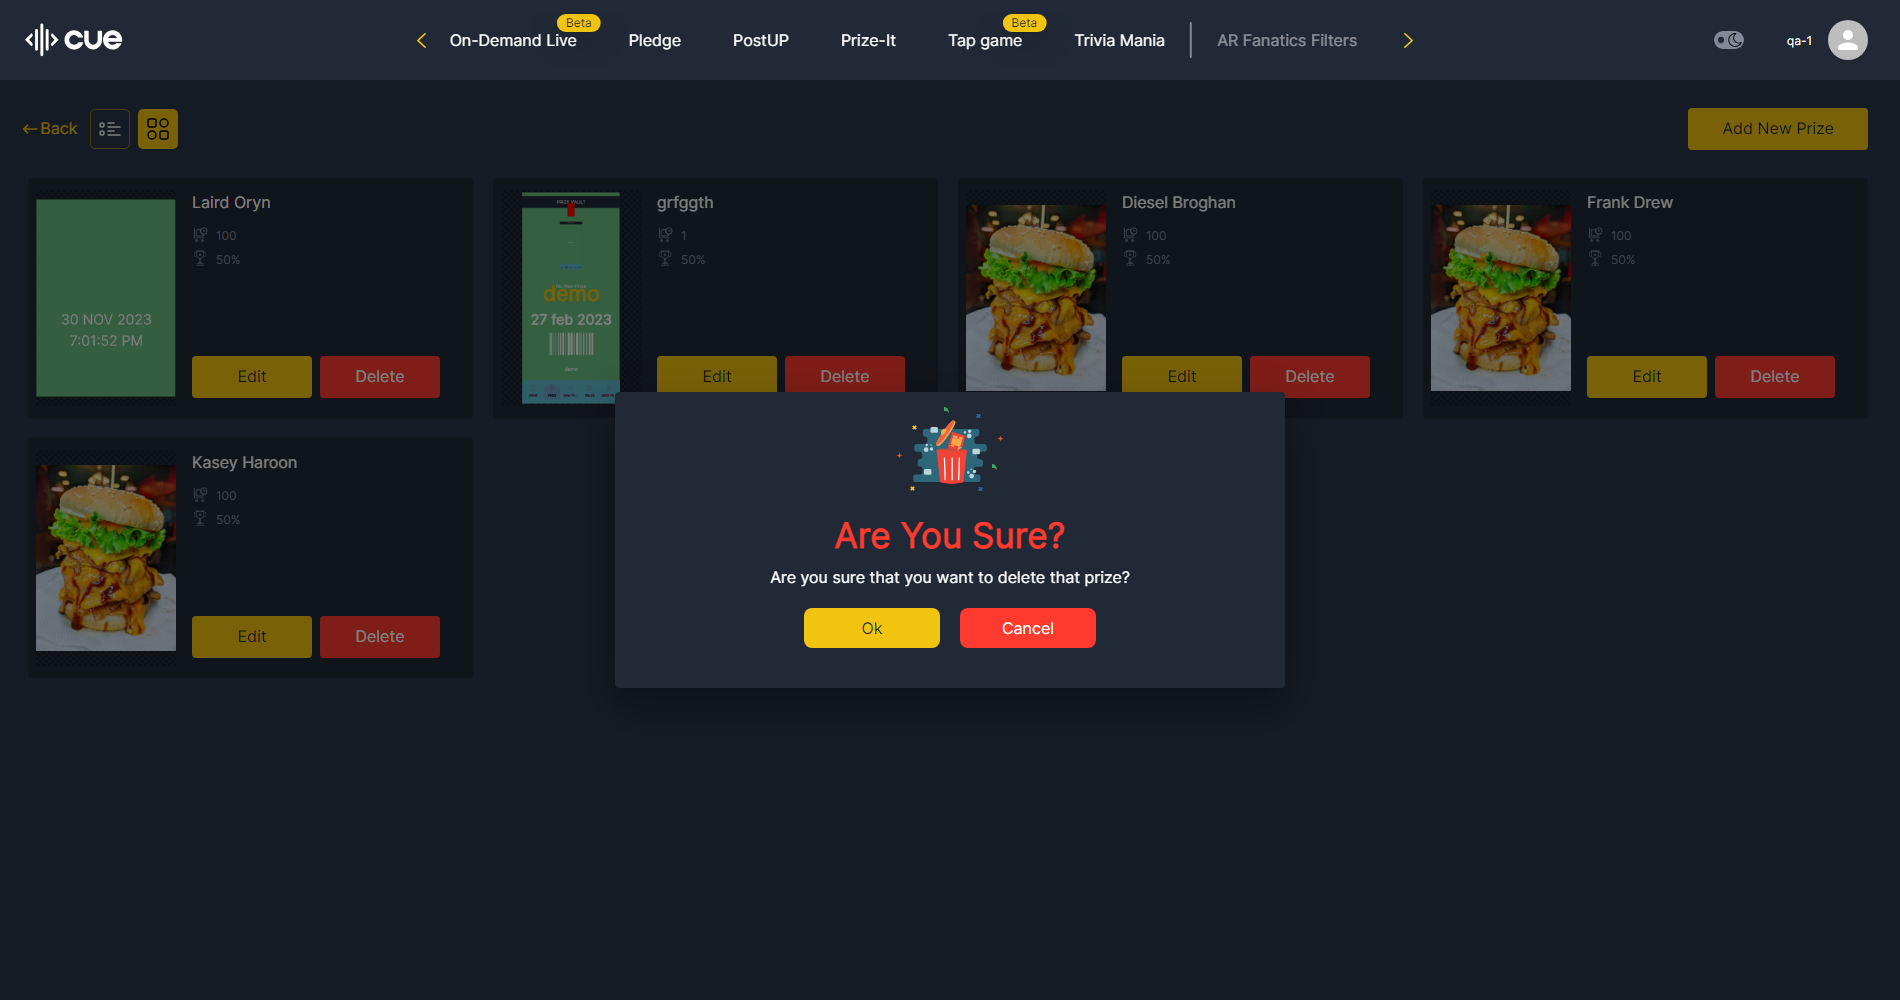 cue
On-Demand Live
Beta
Pledge
PostUP
Prize-It
Tap game
Beta
Trivia Mania
AR Fanatics Filters
qa-1
Back
Add New Prize
30 NOV 2023
7:01:52 PM
Laird Oryn
100
50%
Edit
Delete
PRIZE VAULT
demo
27 feb 2023
demo
grfggth
1
50%
Edit
Delete
Diesel Broghan
100
50%
Edit
Delete
Frank Drew
100
50%
Edit
Delete
Kasey Haroon
100
50%
Edit
Delete
Are You Sure?
Are you sure that you want to delete that prize?
Ok
Cancel